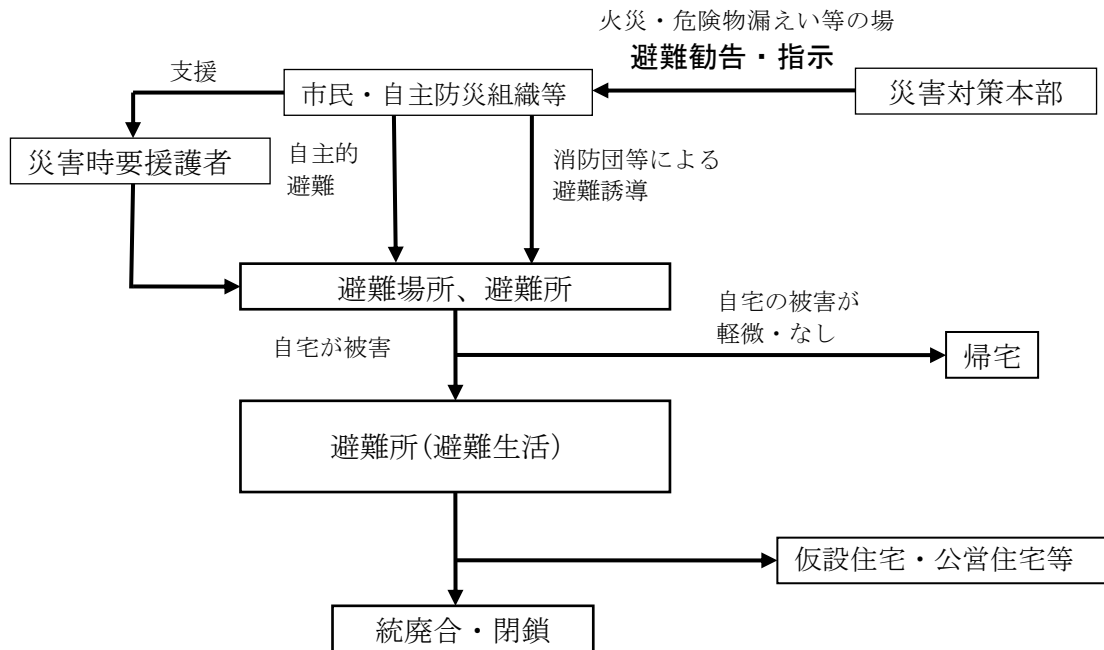 火災・危険物漏えい等の場
避難勧告・指示
支援
市民・自主防災組織等
災害対策本部
災害時要援護者
自主的
避難
消防団等による
避難誘導
避難場所、避難所
自宅の被害が
軽微・なし
自宅が被害
帰宅
避難所(避難生活)
仮設住宅・公営住宅等
統廃合・閉鎖